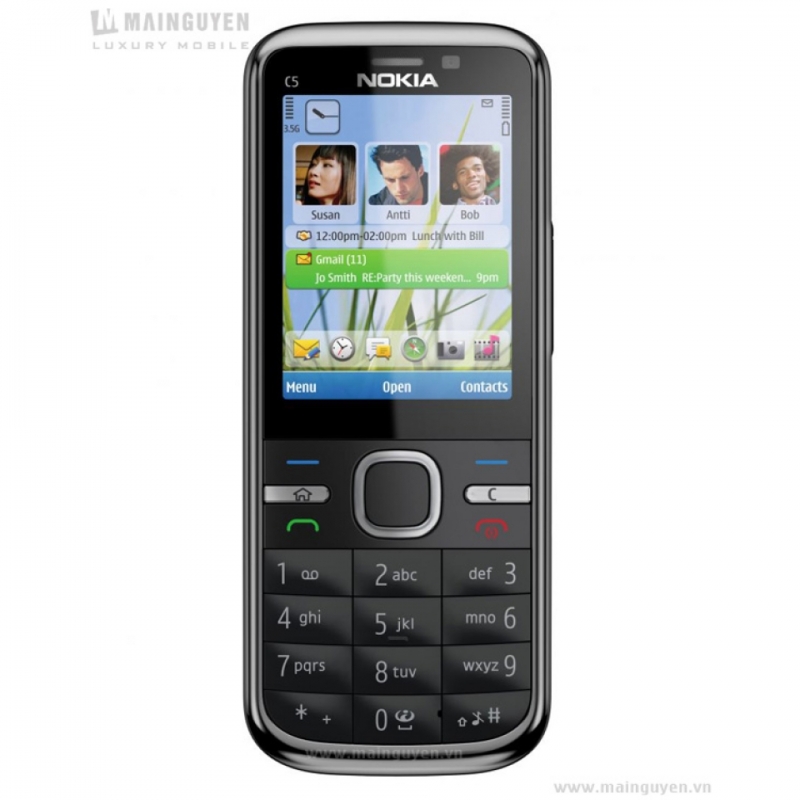 MAINGUYEN
LUXURY MOBILE
C5 NOKIA
3.5G
Susan Antti Bob
12:00pm-02:00pm Lunch with Bill
Gmail (11)
Jo Smith RE:Party this weeken... 9pm
Menu Open Contacts
C
1 2 abc def 3
4 ghi 5 jkl mno 6
7 pqrs 8 tuv wxyz 9
* + 0 #
www.mainguyen.vn
www.mainguyen.vn